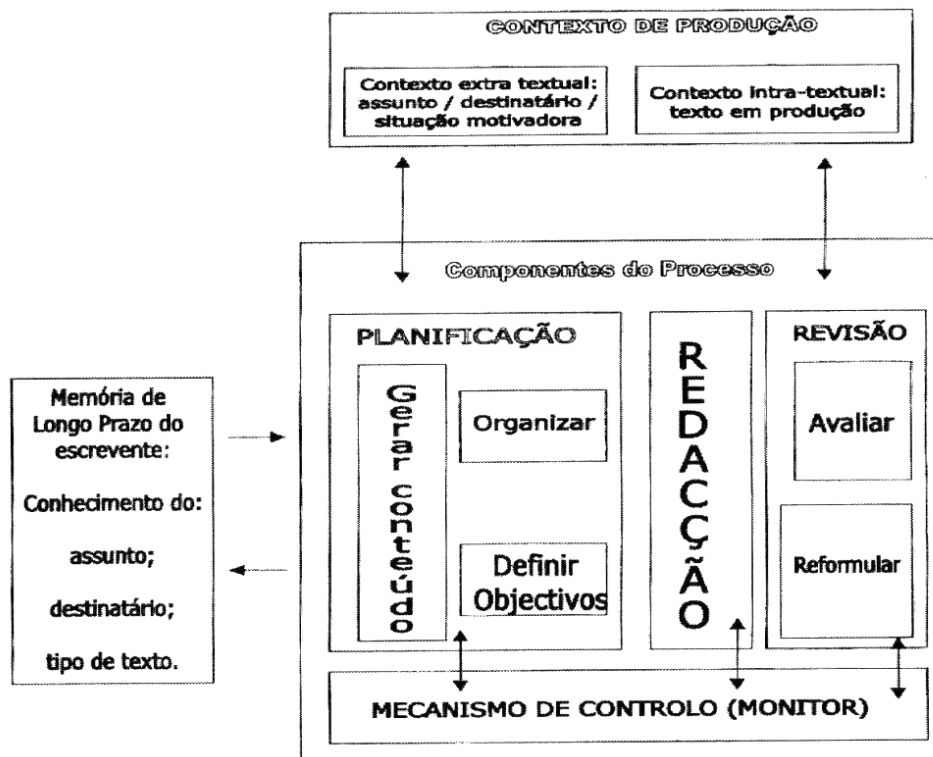 CONTEXTO DE PRODUÇÃO
Contexto extra textual:
assunto / destinatário /
situação motivadora
Contexto intra-textual:
texto em produção
Componentes do Processo
Memória de
Longo Prazo do
escrevente:
Conhecimento do:
assunto;
destinatário;
tipo de texto.
PLANIFICAÇÃO
Gerar conteúdo
Organizar
Definir
Objectivos
REDACÇÃO
REVISÃO
Avaliar
Reformular
MECANISMO DE CONTROLO (MONITOR)